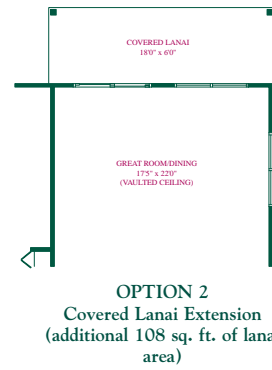 COVERED LANAI
18'0" x 6'0"
GREAT ROOM/DINING
17'5" x 22'0"
(VAULTED CEILING)
OPTION 2
Covered Lanai Extension
(additional 108 sq. ft. of lana
area)